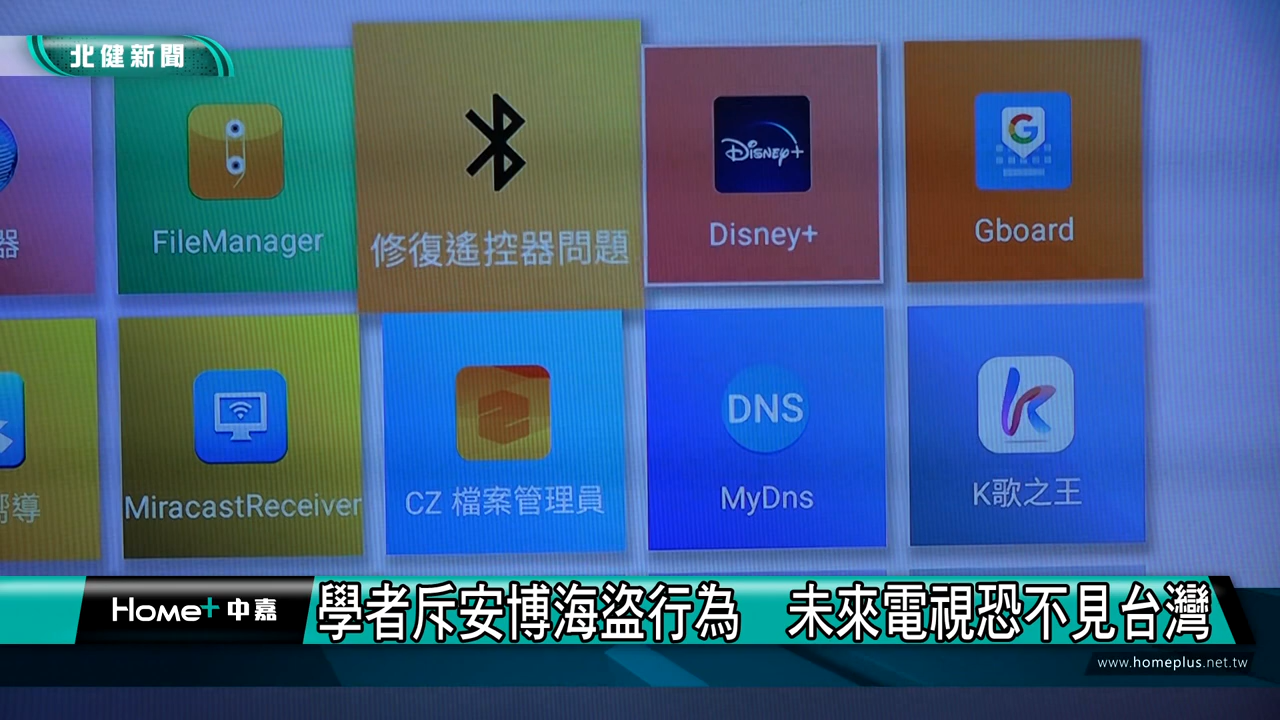 北健新聞
器
FileManager
修復遙控器問題
Disney+
Disney+
G
Gboard
嚮導
MiracastReceiver
CZ 檔案管理員
DNS
MyDns
K歌之王
Home+中嘉
學者斥安博海盜行為 未來電視恐不見台灣
www.homeplus.net.tw